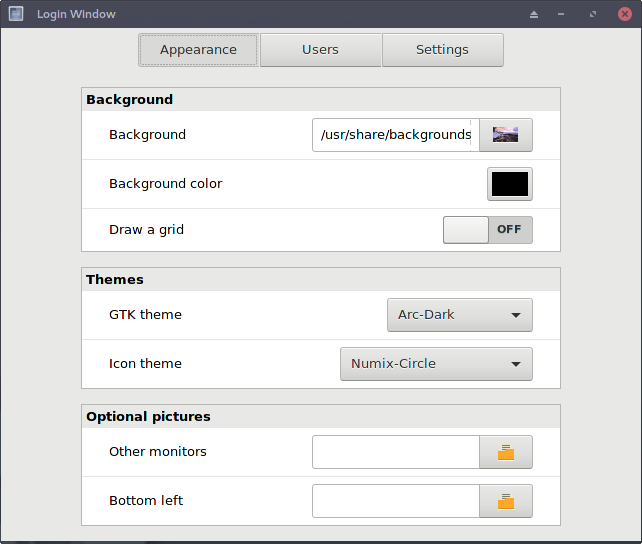 Login Window
Appearance Users Settings
Background
Background /usr/share/backgrounds
Background color
Draw a grid OFF
Themes
GTK theme Arc-Dark
Icon theme Numix-Circle
Optional pictures
Other monitors
Bottom left